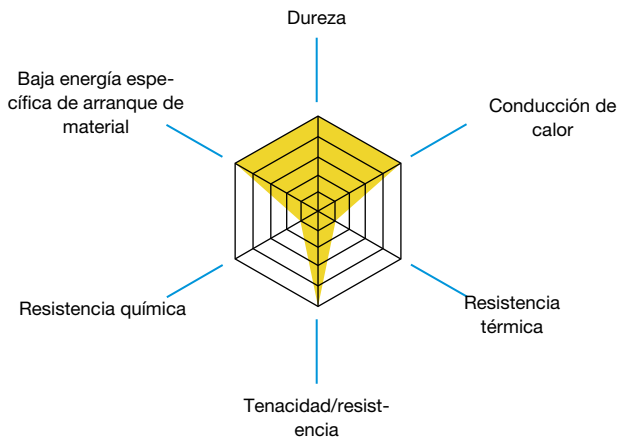 Dureza
Baja energía espe-
cífica de arranque de
material
Conducción de
calor
Resistencia química
Resistencia
térmica
Tenacidad/resist-
encia